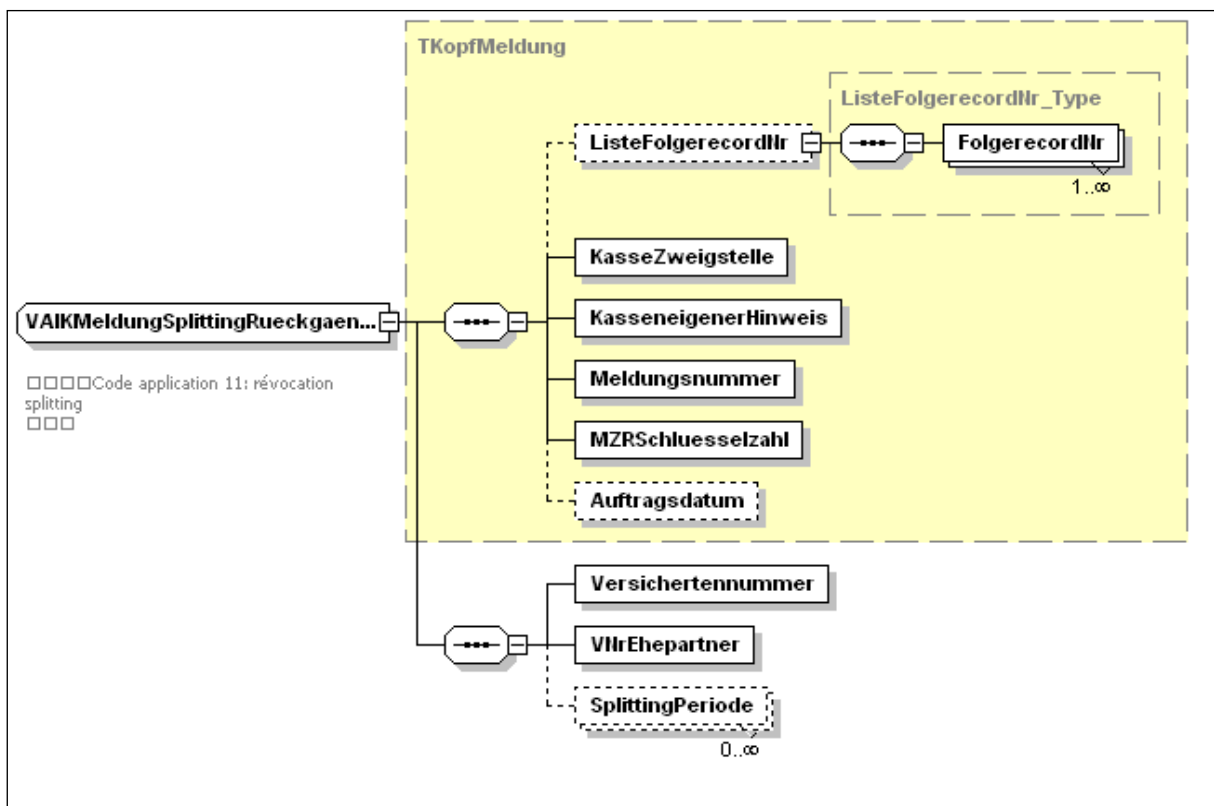 TKopfMeldung
ListeFolgerecordNr_Type
ListeFolgerecordNr
FolgerecordNr
1..∞
KasseZweigstelle
KasseneigenerHinweis
VAIKMeldungSplittingRueckgaen...
Meldungsnummer
□□□□Code application 11: révocation
splitting
□□□
MZRSchluesselzahl
Auftragsdatum
Versichertennummer
VNrEhepartner
SplittingPeriode
0..∞